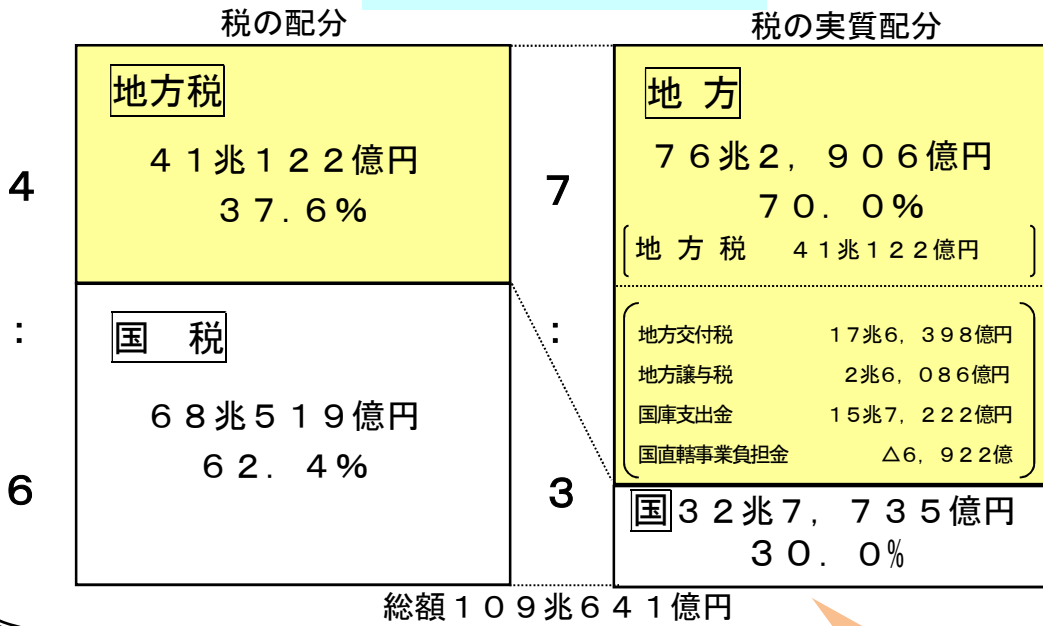 税の配分
地方税
41兆122億円
37.6%
国　税
68兆519億円
62.4%
4
:
6
税の実質配分
地 方
76兆2,906億円
70.0%
地 方 税　41兆122億円
地方交付税　17兆6,398億円
地方譲与税　2兆6,086億円
国庫支出金　15兆7,222億円
国直轄事業負担金　△6,922億
国32兆7,735億円
30.0%
7
:
3
総額109兆641億円